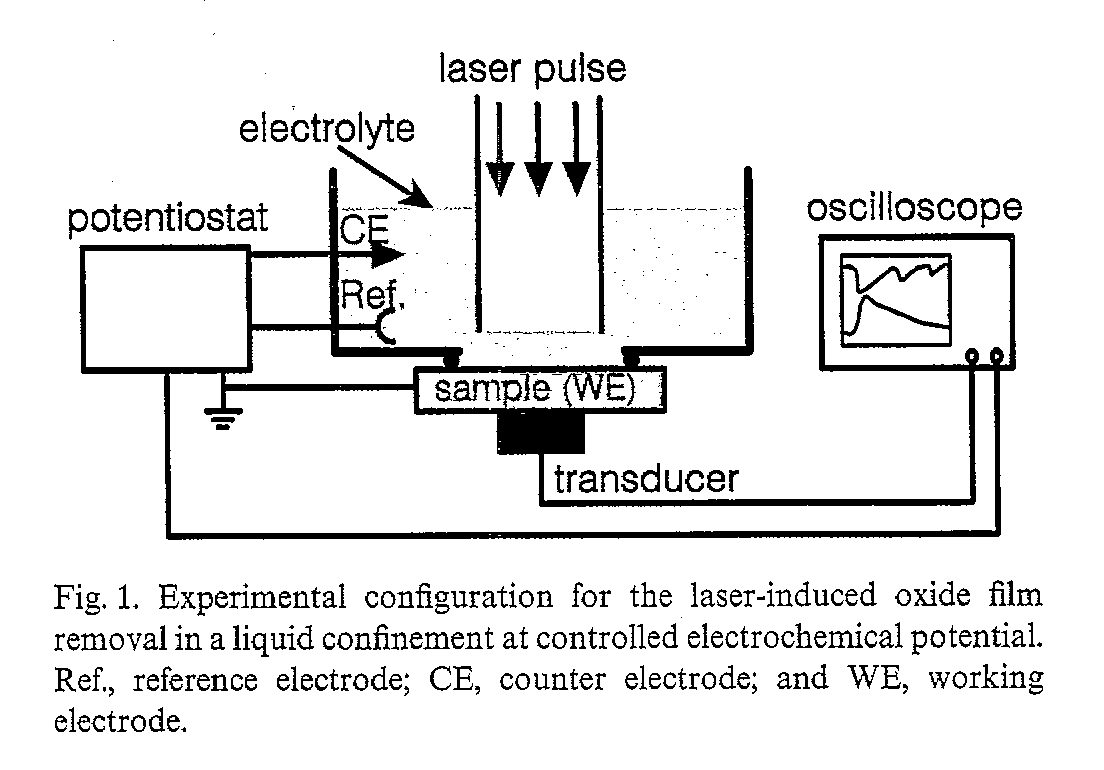 laser pulse
electrolyte
potentiostat
CE
oscilloscope
Ref.
sample (WE)
transducer
Fig. 1. Experimental configuration for the laser-induced oxide film
removal in a liquid confinement at controlled electrochemical potential.
Ref., reference electrode; CE, counter electrode; and WE, working
electrode.